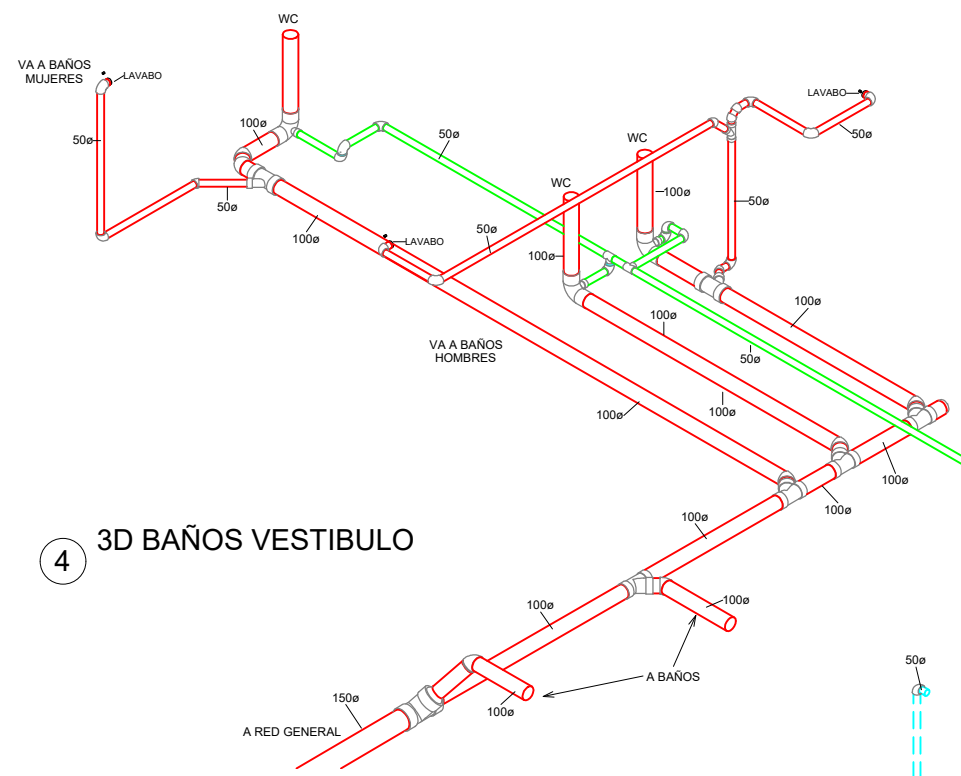 WC
VA A BAÑOS
MUJERES
LAVABO
LAVABO
100ø
50ø
50ø
50ø
WC
WC
100ø
50ø
50ø
100ø
LAVABO
50ø
100ø
100ø
100ø
50ø
VA A BAÑOS
HOMBRES
100ø
100ø
100ø
100ø
100ø
100ø
3D BAÑOS VESTIBULO
4
100ø
100ø
A BAÑOS
50ø
150ø
100ø
A RED GENERAL